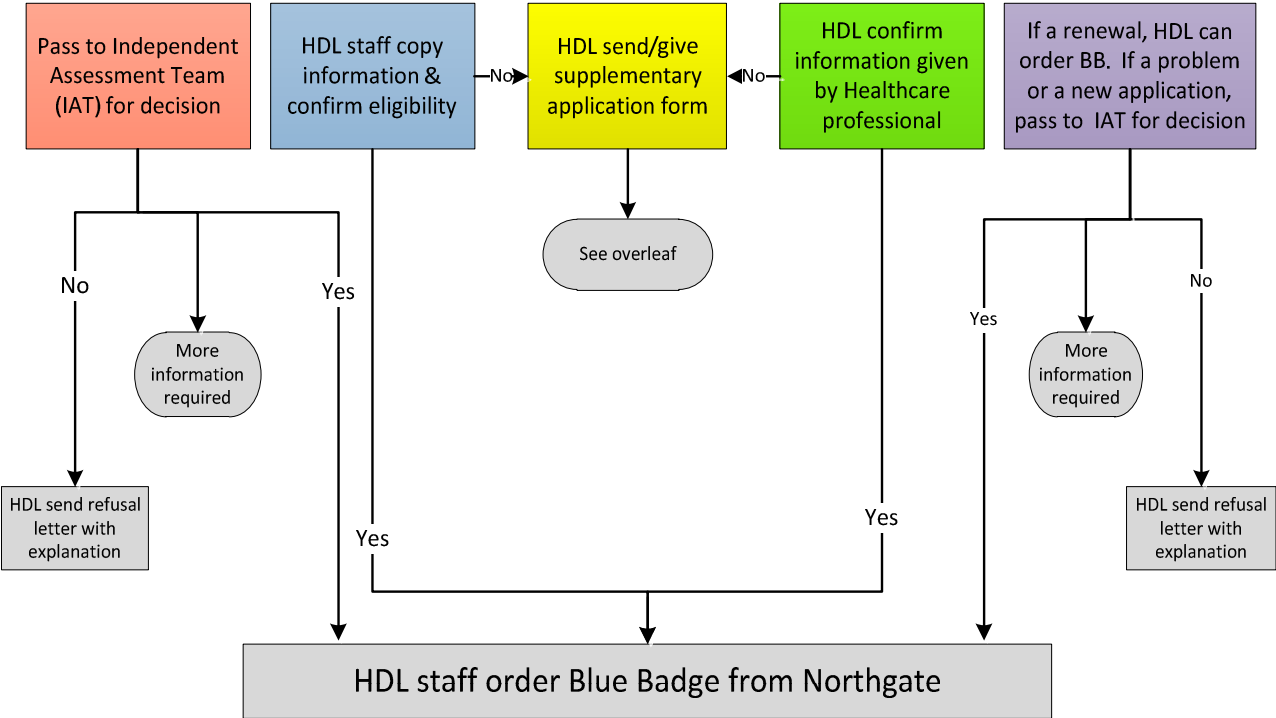 Pass to Independent
Assessment Team
(IAT) for decision
HDL staff copy
information &
confirm eligibility
No
HDL send/give
supplementary
application form
No
HDL confirm
information given
by Healthcare
professional
If a renewal, HDL can
order BB. If a problem
or a new application,
pass to IAT for decision
See overleaf
No
Yes
More
information
required
HDL send refusal
letter with
explanation
Yes
Yes
Yes
More
information
required
No
HDL send refusal
letter with
explanation
HDL staff order Blue Badge from Northgate